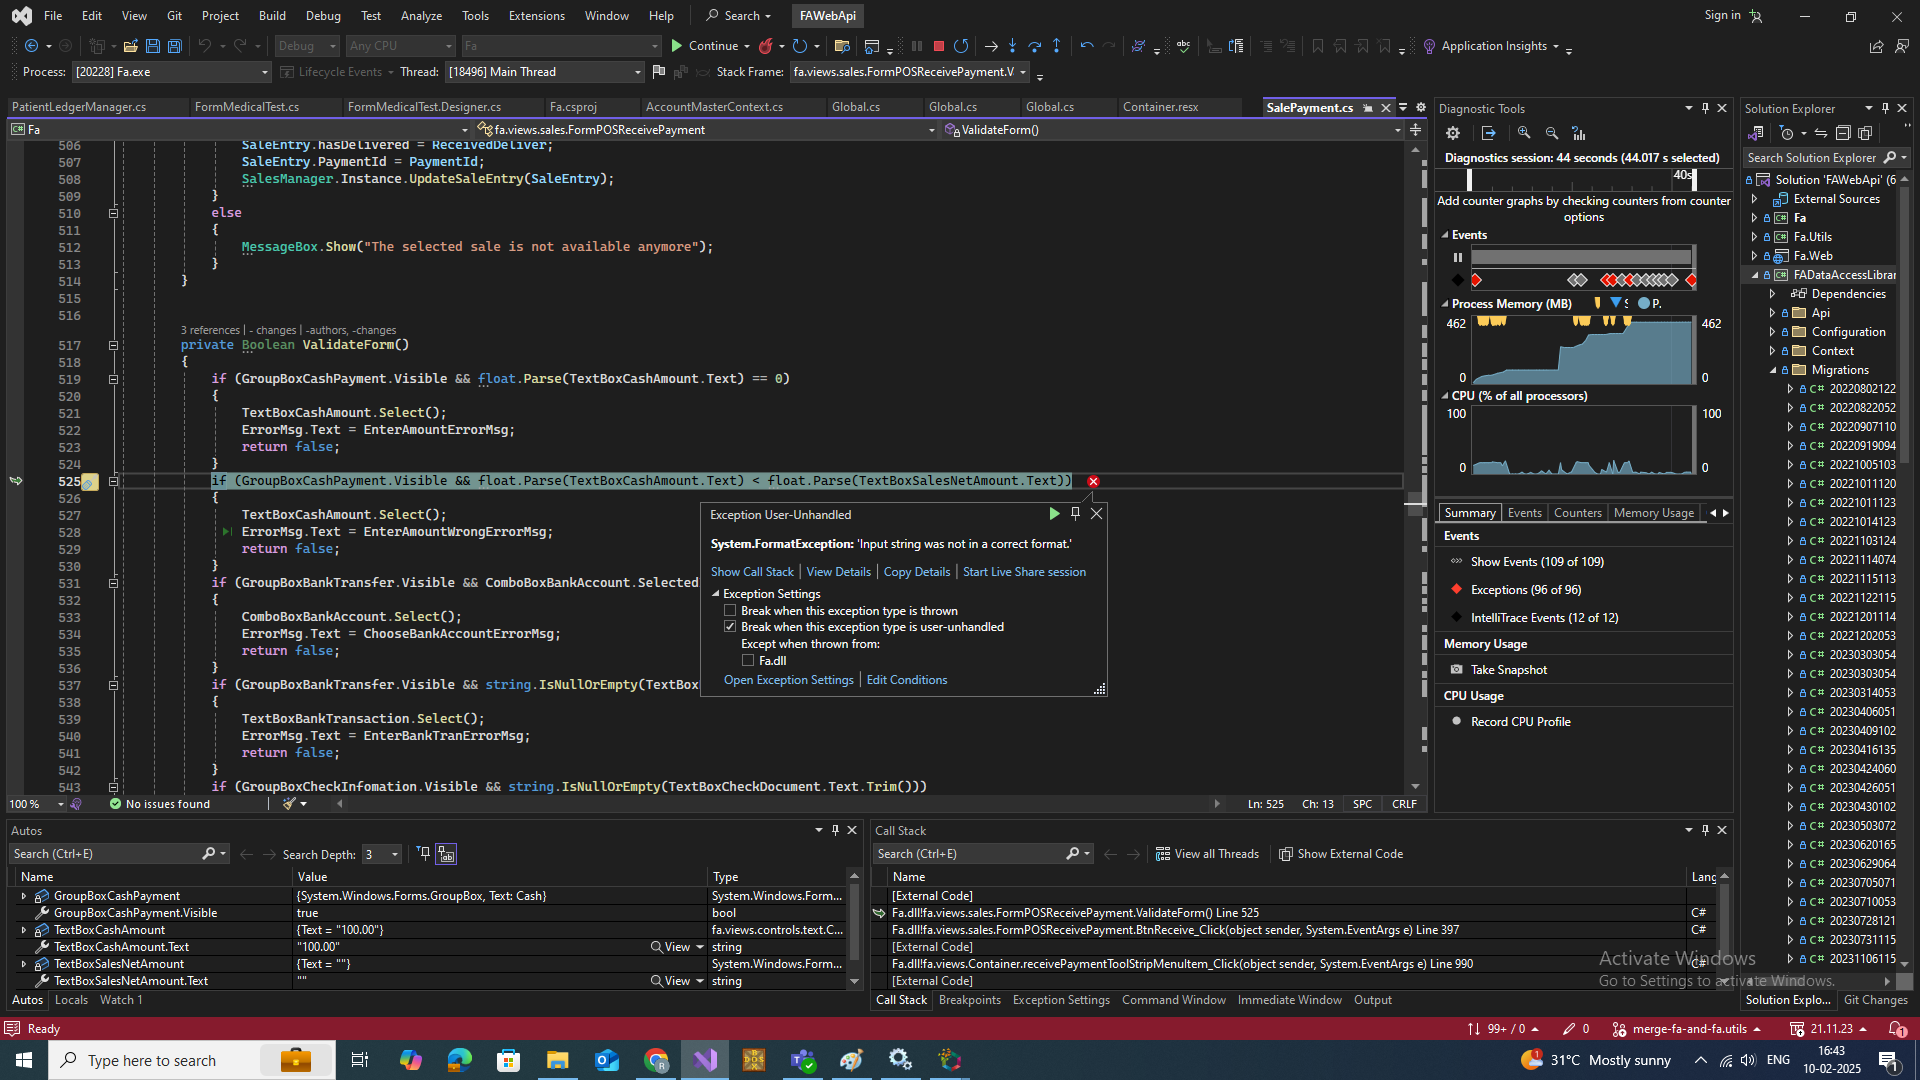 File Edit View Git Project Build Debug Test Analyze Tools Extensions Window Help Search FAWebApi Sign in
Debug Any CPU Fa Continue Application Insights
Process: [20228] Fa.exe Lifecycle Events Thread: [18496] Main Thread Stack Frame: fa.views.sales.FormPOSReceivePayment.V
PatientLedgerManager.cs FormMedicalTest.cs FormMedicalTest.Designer.cs Fa.csproj AccountMasterContext.cs Global.cs Global.cs Global.cs Container.resx SalePayment.cs
Fa fa.views.sales.FormPOSReceivePayment ValidateForm()
506 SaleEntry.hasDelivered = ReceivedDeliver;
507 SaleEntry.PaymentId = PaymentId;
508 SalesManager.Instance.UpdateSaleEntry(SaleEntry);
509 }
510 else
511 {
512 MessageBox.Show("The selected sale is not available anymore");
513 }
514 }
515
516
3 references | - changes | -authors, -changes
517 private Boolean ValidateForm()
518 {
519 if (GroupBoxCashPayment.Visible && float.Parse(TextBoxCashAmount.Text) == 0)
520 {
521 TextBoxCashAmount.Select();
522 ErrorMsg.Text = EnterAmountErrorMsg;
523 return false;
524 }
525 if (GroupBoxCashPayment.Visible && float.Parse(TextBoxCashAmount.Text) < float.Parse(TextBoxSalesNetAmount.Text))
526 {
527 TextBoxCashAmount.Select();
528 ErrorMsg.Text = EnterAmountWrongErrorMsg;
529 return false;
530 }
531 if (GroupBoxBankTransfer.Visible && ComboBoxBankAccount.Selected
532 {
533 ComboBoxBankAccount.Select();
534 ErrorMsg.Text = ChooseBankAccountErrorMsg;
535 return false;
536 }
537 if (GroupBoxBankTransfer.Visible && string.IsNullOrEmpty(TextBox
538 {
539 TextBoxBankTransaction.Select();
540 ErrorMsg.Text = EnterBankTranErrorMsg;
541 return false;
542 }
543 if (GroupBoxCheckInfomation.Visible && string.IsNullOrEmpty(TextBoxCheckDocument.Text.Trim()))
Exception User-Unhandled
System.FormatException: 'Input string was not in a correct format.'
Show Call Stack | View Details | Copy Details | Start Live Share session
Exception Settings
Break when this exception type is thrown
Break when this exception type is user-unhandled
Except when thrown from:
Fa.dll
Open Exception Settings | Edit Conditions
100 % No issues found Ln: 525 Ch: 13 SPC CRLF
Diagnostic Tools
Diagnostics session: 44 seconds (44.017 s selected)
40s
Add counter graphs by checking counters from counter
options
Events
Process Memory (MB) S P.
462 462
0 0
CPU (% of all processors)
100 100
0 0
Summary Events Counters Memory Usage
Events
Show Events (109 of 109)
Exceptions (96 of 96)
IntelliTrace Events (12 of 12)
Memory Usage
Take Snapshot
CPU Usage
Record CPU Profile
Solution Explorer
Search Solution Explorer
Solution 'FAWebApi' (6
External Sources
Fa
Fa.Utils
Fa.Web
FADataAccessLibrar
Dependencies
Api
Configuration
Context
Migrations
C# 20220802122
C# 20220822052
C# 20220907110
C# 20220919094
C# 20221005103
C# 20221011120
C# 20221011123
C# 20221014123
C# 20221103124
C# 20221114074
C# 20221115113
C# 20221122115
C# 20221201114
C# 20221202053
C# 20230303054
C# 20230303054
C# 20230314053
C# 20230406051
C# 20230409102
C# 20230416135
C# 20230424060
C# 20230426051
C# 20230430102
C# 20230503072
C# 20230620165
C# 20230629064
C# 20230705071
C# 20230710053
C# 20230728121
C# 20230731115
C# 20231106115
Solution Explo... Git Changes
Autos
Search (Ctrl+E) Search Depth: 3
Name Value Type
GroupBoxCashPayment {System.Windows.Forms.GroupBox, Text: Cash} System.Windows.Form...
GroupBoxCashPayment.Visible true bool
TextBoxCashAmount {Text = "100.00"} fa.views.controls.text.C...
TextBoxCashAmount.Text "100.00" View string
TextBoxSalesNetAmount {Text = ""} System.Windows.Form...
TextBoxSalesNetAmount.Text "" View string
Autos Locals Watch 1
Call Stack
Search (Ctrl+E) View all Threads Show External Code
Name Lang
[External Code]
Fa.dll!fa.views.sales.FormPOSReceivePayment.ValidateForm() Line 525 C#
Fa.dll!fa.views.sales.FormPOSReceivePayment.BtnReceive_Click(object sender, System.EventArgs e) Line 397 C#
[External Code]
Fa.dll!fa.views.Container.receivePaymentToolStripMenuItem_Click(object sender, System.EventArgs e) Line 990 C#
[External Code]
Call Stack Breakpoints Exception Settings Command Window Immediate Window Output
Activate Windows
Go to Settings to activate Windows.
Ready 99+ / 0 0 merge-fa-and-fa.utils 21.11.23 1
Type here to search 31°C Mostly sunny ENG 16:43
10-02-2025 1